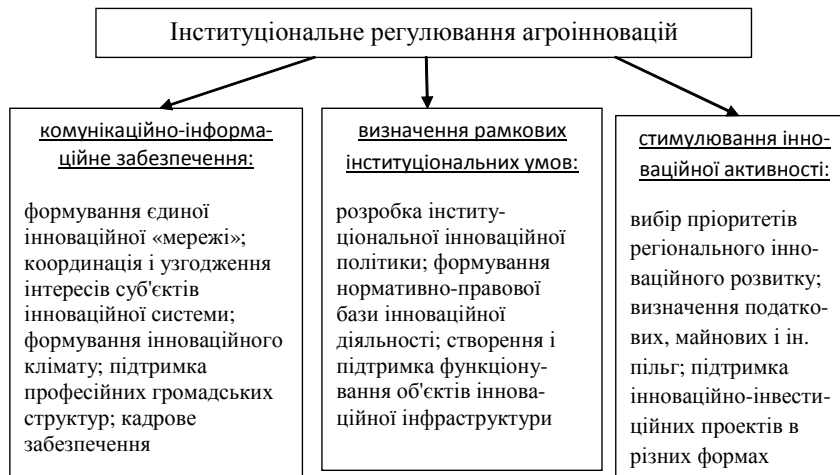 Інституціональне регулювання агроінновацій
комунікаційно-інформа-
ційне забезпечення:
формування єдиної
інноваційної «мережі»;
координація і узгодження
інтересів суб'єктів
інноваційної системи;
формування інноваційного
клімату; підтримка
професійних громадських
структур; кадрове
забезпечення
визначення рамкових
інституціональних умов:
розробка інститу-
ціональної інноваційної
політики; формування
нормативно-правової
бази інноваційної
діяльності; створення і
підтримка функціону-
вання об'єктів іннова-
ційної інфраструктури
стимулювання інно-
ваційної активності:
вибір пріоритетів
регіонального інно-
ваційного розвитку;
визначення податко-
вих, майнових і ін.
пільг; підтримка
інноваційно-інвести-
ційних проектів в
різних формах